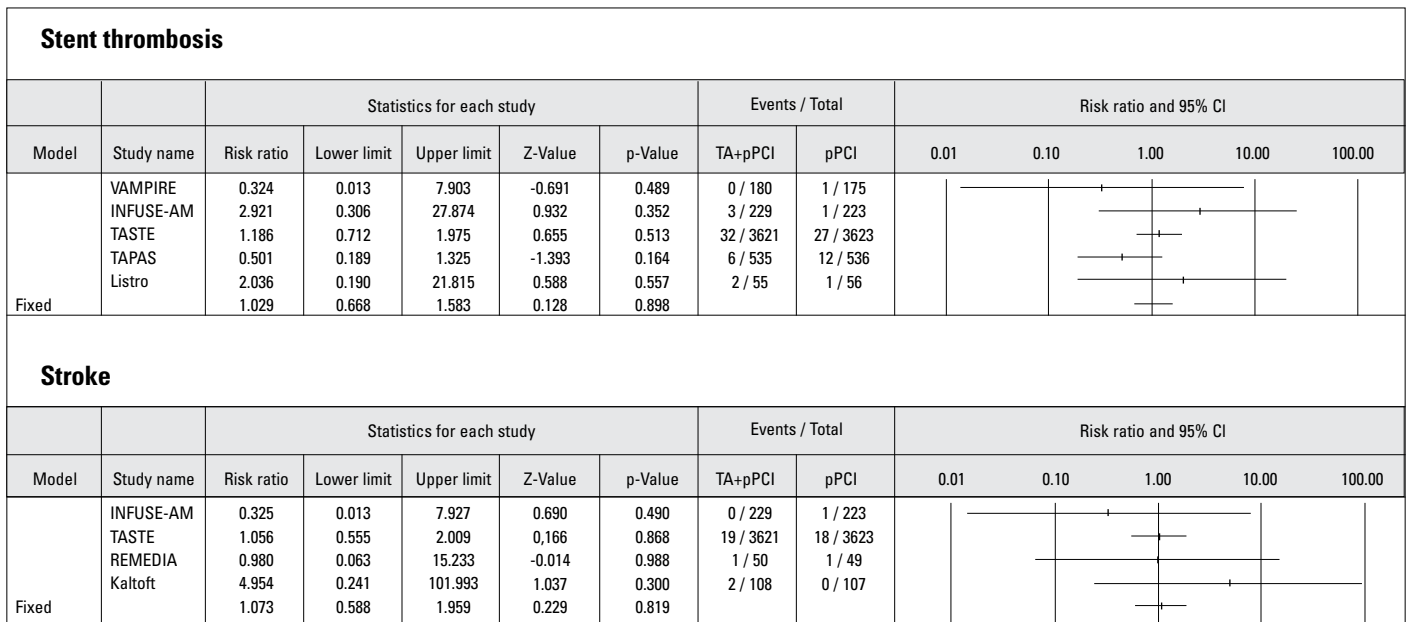 Stent thrombosis
Statistics for each study Events / Total Risk ratio and 95% CI
Model Study name Risk ratio Lower limit Upper limit Z-Value p-Value TA+pPCI pPCI 0.01 0.10 1.00 10.00 100.00
VAMPIRE 0.324 0.013 7.903 -0.691 0.489 0 / 180 1 / 175
INFUSE-AM 2.921 0.306 27.874 0.932 0.352 3 / 229 1 / 223
TASTE 1.186 0.712 1.975 0.655 0.513 32 / 3621 27 / 3623
TAPAS 0.501 0.189 1.325 -1.393 0.164 6 / 535 12 / 536
Listro 2.036 0.190 21.815 0.588 0.557 2 / 55 1 / 56
Fixed 1.029 0.668 1.583 0.128 0.898
Stroke
Statistics for each study Events / Total Risk ratio and 95% CI
Model Study name Risk ratio Lower limit Upper limit Z-Value p-Value TA+pPCI pPCI 0.01 0.10 1.00 10.00 100.00
INFUSE-AM 0.325 0.013 7.927 0.690 0.490 0 / 229 1 / 223
TASTE 1.056 0.555 2.009 0,166 0.868 19 / 3621 18 / 3623
REMEDIA 0.980 0.063 15.233 -0.014 0.988 1 / 50 1 / 49
Kaltoft 4.954 0.241 101.993 1.037 0.300 2 / 108 0 / 107
Fixed 1.073 0.588 1.959 0.229 0.819